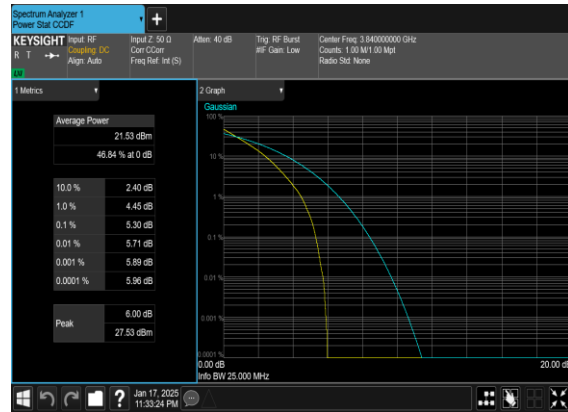 Spectrum Analyzer 1
Power Stat CCDF
KEYSIGHT
R T
LW
Input: RF
Coupling: DC
Align: Auto
Input Z: 50 Ω
Corr CCorr
Freq Ref: Int (S)
Atten: 40 dB
Trig: RF Burst
#IF Gain: Low
Center Freq: 3.840000000 GHz
Counts: 1.00 M/1.00 Mpt
Radio Std: None
1 Metrics
Average Power
21.53 dBm
46.84 % at 0 dB
10.0 % 2.40 dB
1.0 % 4.45 dB
0.1 % 5.30 dB
0.01 % 5.71 dB
0.001 % 5.89 dB
0.0001 % 5.96 dB
Peak
6.00 dB
27.53 dBm
2 Graph
Gaussian
100 %
10 %
1 %
0.1 %
0.01 %
0.001 %
0.0001 %
0.00 dB 20.00 dB
Info BW 25.000 MHz
?
Jan 17, 2025
11:33:24 PM